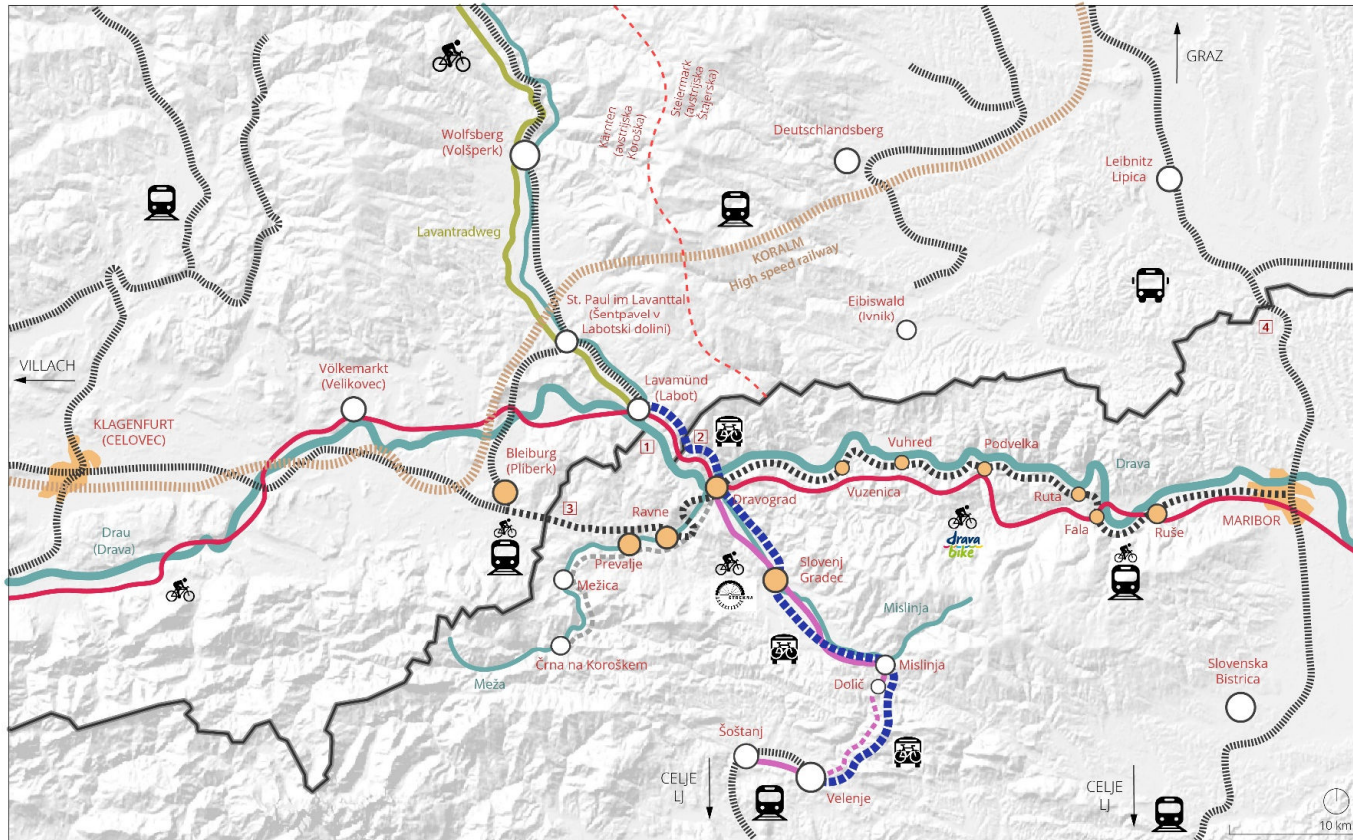 GRAZ
Kärnten
(avstrijska
Koroška)
Steiermark
(avstrijska
Štajerska)
Wolfsberg
(Volšperk)
Deutschlandsberg
Leibnitz
Lipica
Lavantradweg
KORALM
High speed railway
St. Paul im Lavanttal
(Šentpavel v
Labotski dolini)
Eibiswald
(Ivnik)
4
VILLACH
Völkemarkt
(Velikovec)
Lavamünd
(Labot)
KLAGENFURT
(CELOVEC)
1
2
Bleiburg
(Pliberk)
Vuhred
Podvelka
Drava
Dravograd
Vuzenica
Ruta
3
Ravne
Fala
Ruše
MARIBOR
Drau
(Drava)
drava
bike
Prevalje
Slovenj
Gradec
Mežica
ŠTREKNA
Mislinja
Črna na Koroškem
Mislinja
Meža
Dolič
Slovenska
Bistrica
Šoštanj
CELJE
LJ
Velenje
CELJE
LJ
10 km